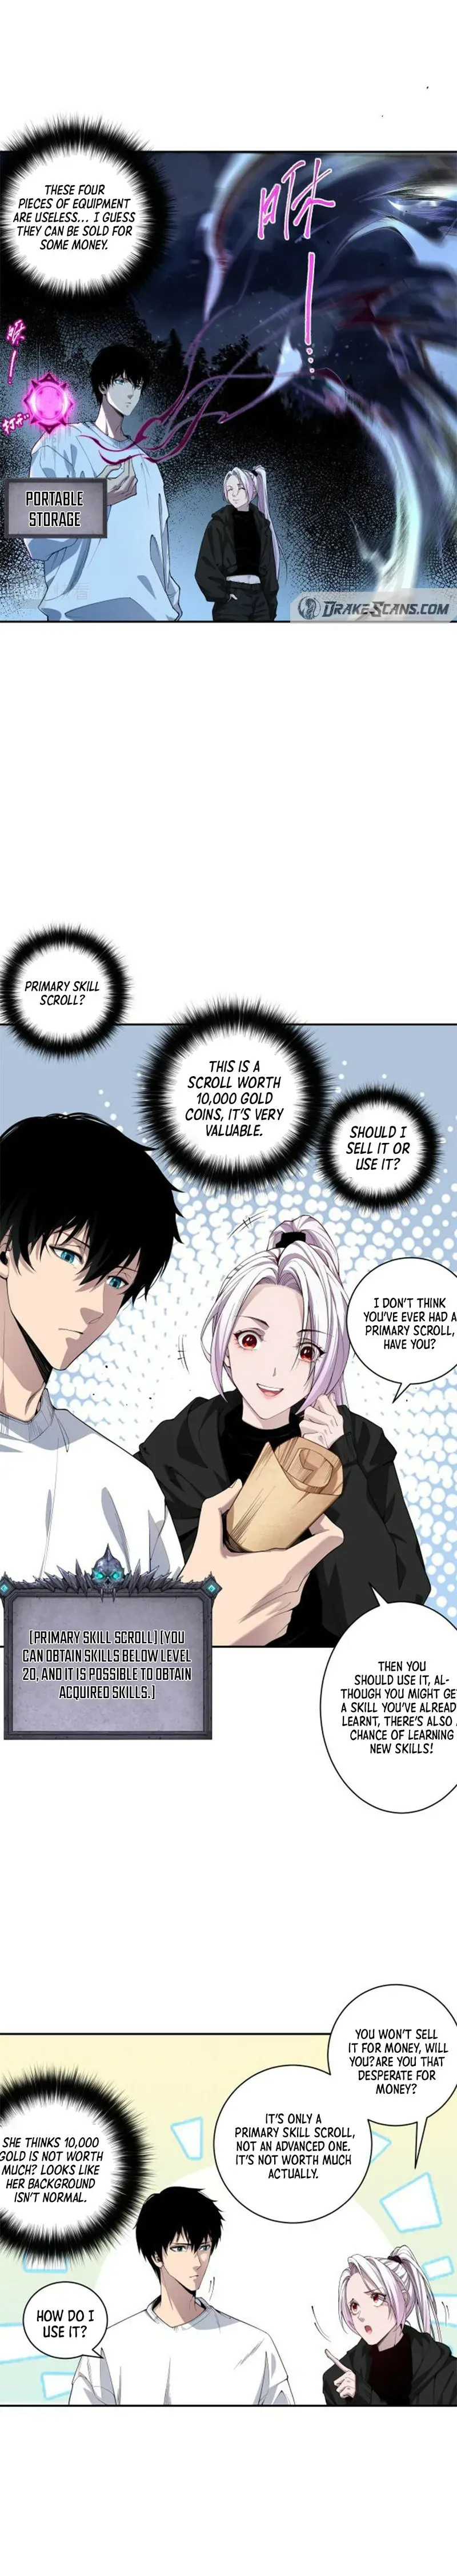 THESE FOUR
PIECES OF EQUIPMENT
ARE USELESS... I GUESS
THEY CAN BE SOLD FOR
SOME MONEY.
咻
PORTABLE
STORAGE
DRAKESCANS.COM
PRIMARY SKILL
SCROLL?
THIS IS A
SCROLL WORTH
10,000 GOLD
COINS, IT'S VERY
VALUABLE.
SHOULD I
SELL IT OR
USE IT?
I DON'T THINK
YOU'VE EVER HAD A
PRIMARY SCROLL,
HAVE YOU?
[PRIMARY SKILL SCROLL] [YOU
CAN OBTAIN SKILLS BELOW LEVEL
20, AND IT IS POSSIBLE TO OBTAIN
ACQUIRED SKILLS.]
THEN YOU
SHOULD USE IT, AL-
THOUGH YOU MIGHT GE
A SKILL YOU'VE ALREAD
LEARNT, THERE'S ALSO
CHANCE OF LEARNING
NEW SKILLS!
YOU WON'T SELL
IT FOR MONEY, WILL
YOU?ARE YOU THAT
DESPERATE FOR
MONEY?
IT'S ONLY A
PRIMARY SKILL SCROLL,
NOT AN ADVANCED ONE.
IT'S NOT WORTH MUCH
ACTUALLY.
SHE THINKS 10,000
GOLD IS NOT WORTH
MUCH? LOOKS LIKE
HER BACKGROUND
ISN'T NORMAL.
HOW DO I
USE IT?